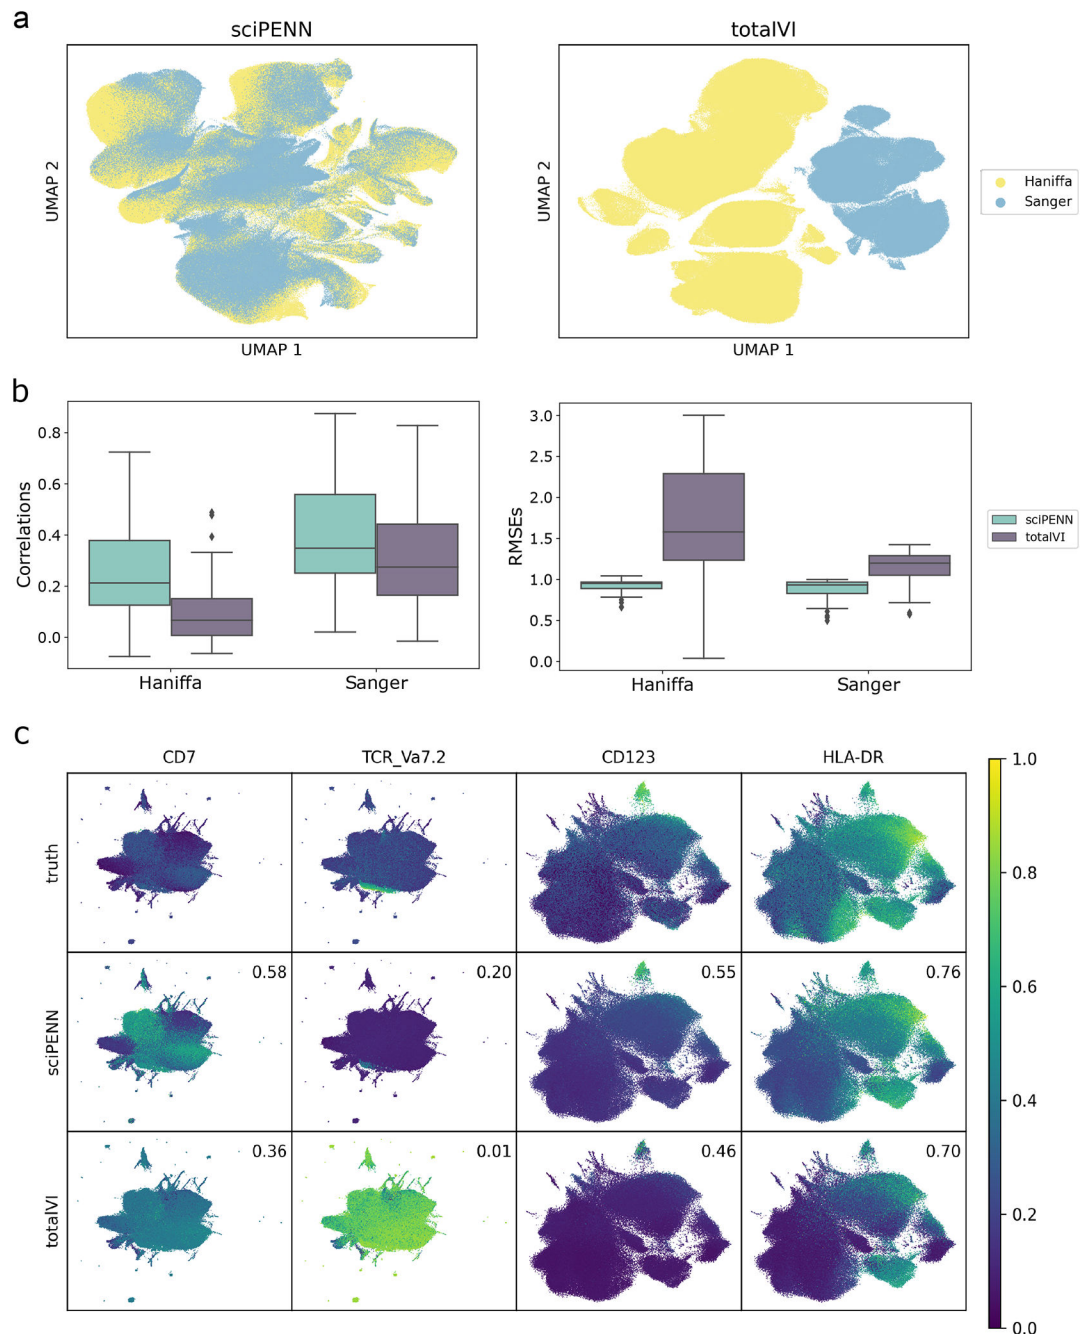 a
sciPENN
totalVI
UMAP 2
UMAP 1
UMAP 2
UMAP 1
Haniffa
Sanger
b
Correlations
0.8
0.6
0.4
0.2
0.0
Haniffa
Sanger
RMSEs
3.0
2.5
2.0
1.5
1.0
0.5
0.0
Haniffa
Sanger
sciPENN
totalVI
c
CD7
TCR_Va7.2
CD123
HLA-DR
truth
sciPENN
0.58
0.20
0.55
0.76
totalVI
0.36
0.01
0.46
0.70
1.0
0.8
0.6
0.4
0.2
0.0